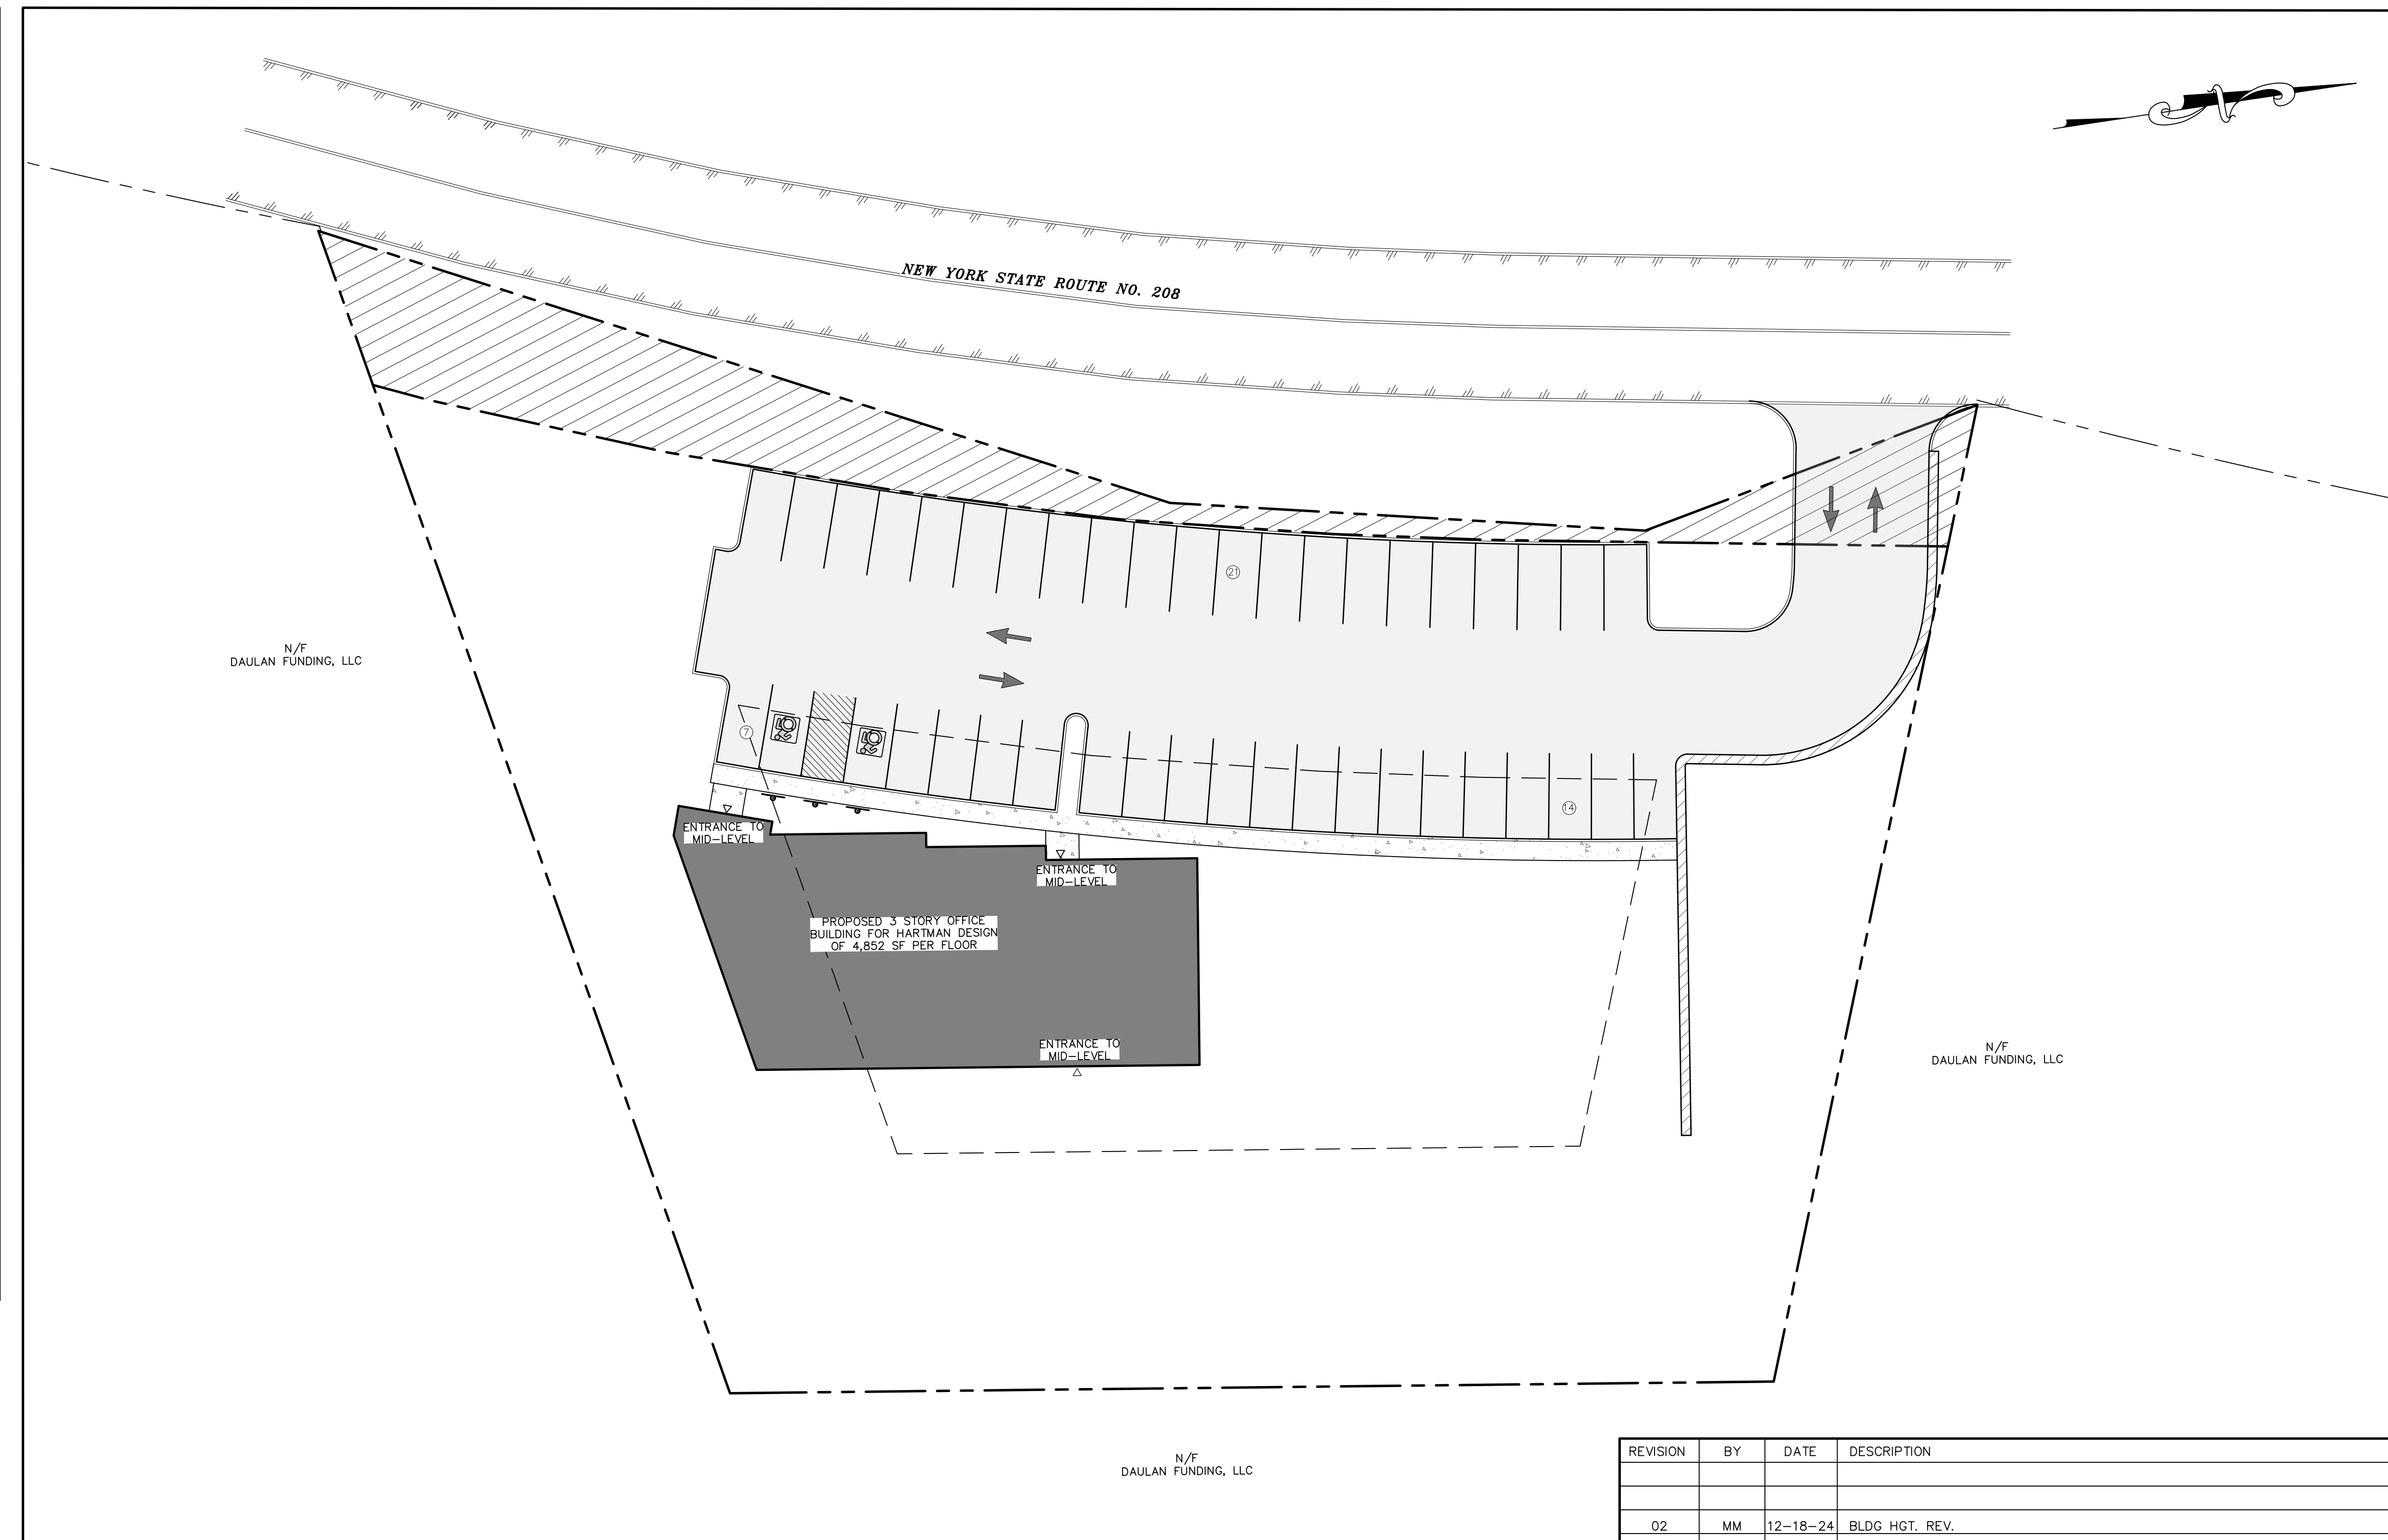 N
NEW YORK STATE ROUTE NO. 208
21
N/F
DAULAN FUNDING, LLC
7
14
ENTRANCE TO
MID-LEVEL
ENTRANCE TO
MID-LEVEL
PROPOSED 3 STORY OFFICE
BUILDING FOR HARTMAN DESIGN
OF 4,852 SF PER FLOOR
ENTRANCE TO
MID-LEVEL
N/F
DAULAN FUNDING, LLC
N/F
DAULAN FUNDING, LLC
REVISION BY DATE DESCRIPTION
02 MM 12-18-24 BLDG HGT. REV.